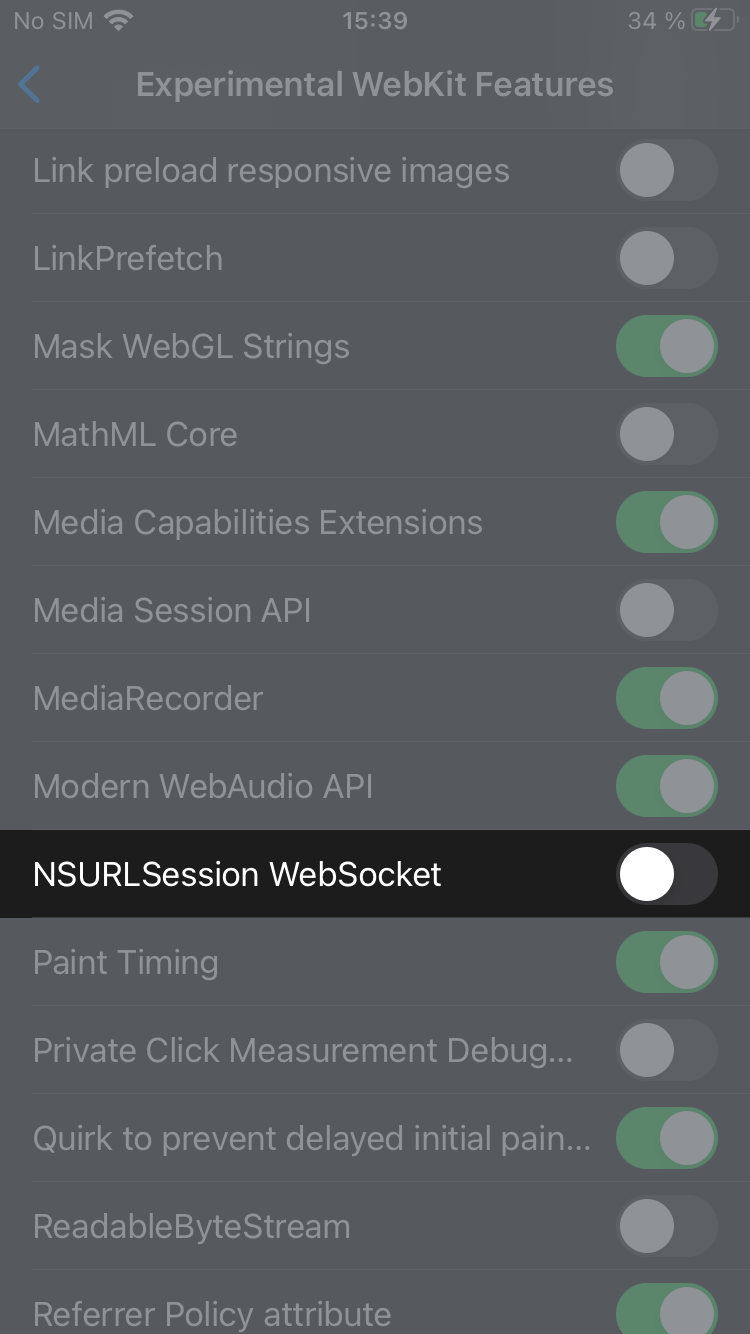 No SIM 15:39 34 %
Experimental WebKit Features
Link preload responsive images
LinkPrefetch
Mask WebGL Strings
MathML Core
Media Capabilities Extensions
Media Session API
MediaRecorder
Modern WebAudio API
NSURLSession WebSocket
Paint Timing
Private Click Measurement Debug...
Quirk to prevent delayed initial pain...
ReadableByteStream
Referrer Policy attribute